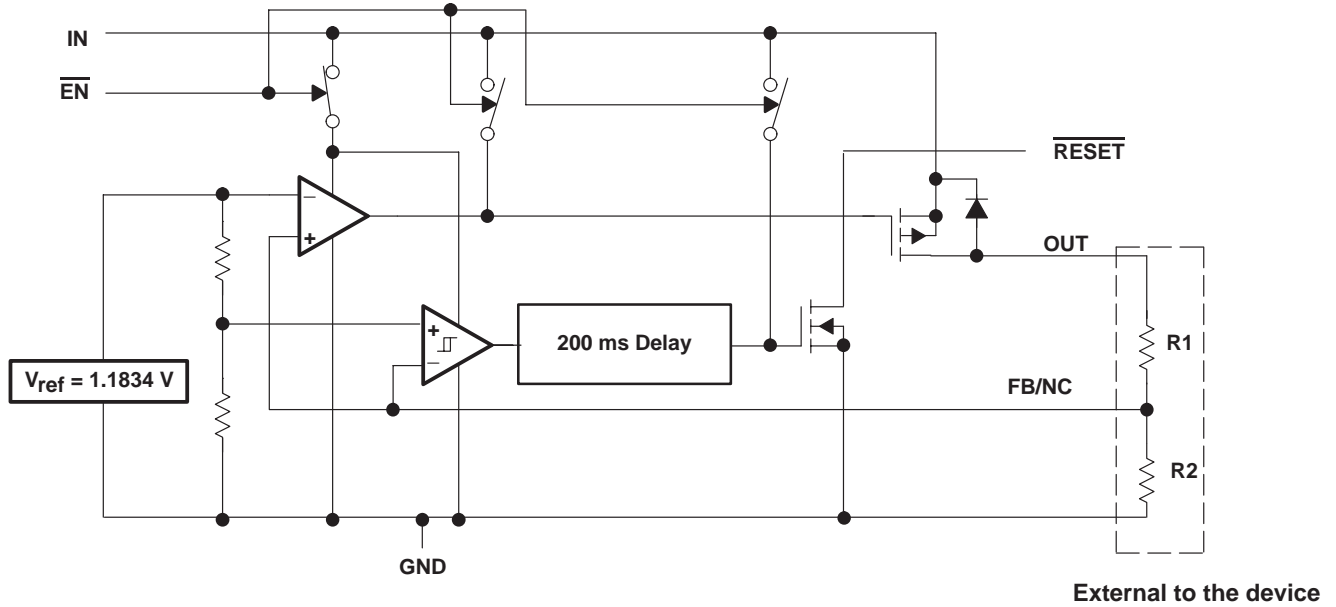 IN
EN
RESET
−
+
OUT
+
−
200 ms Delay
R1
Vref = 1.1834 V
FB/NC
R2
GND
External to the device